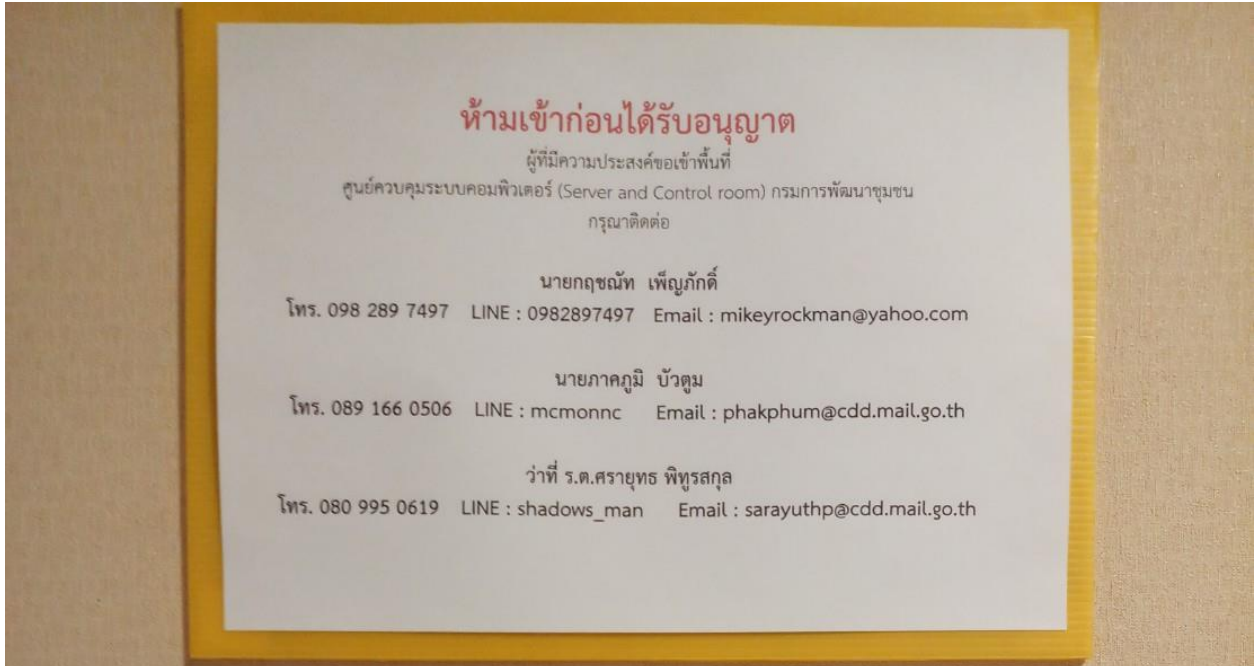 ห้ามเข้าก่อนได้รับอนุญาต
ผู้ที่มีความประสงค์ขอเข้าพื้นที่
ศูนย์ควบคุมระบบคอมพิวเตอร์ (Server and Control room) กรมการพัฒนาชุมชน
กรุณาติดต่อ
นายกฤชณัท เพ็ญภักดิ์
โทร. 098 289 7497 LINE : 0982897497 Email : mikeyrockman@yahoo.com
นายภาคภูมิ บัวตูม
โทร. 089 166 0506 LINE : mcmonnc Email : phakphum@cdd.mail.go.th
ว่าที่ ร.ต.ศรายุทธ พิทูรสกุล
โทร. 080 995 0619 LINE : shadows_man Email : sarayuthp@cdd.mail.go.th